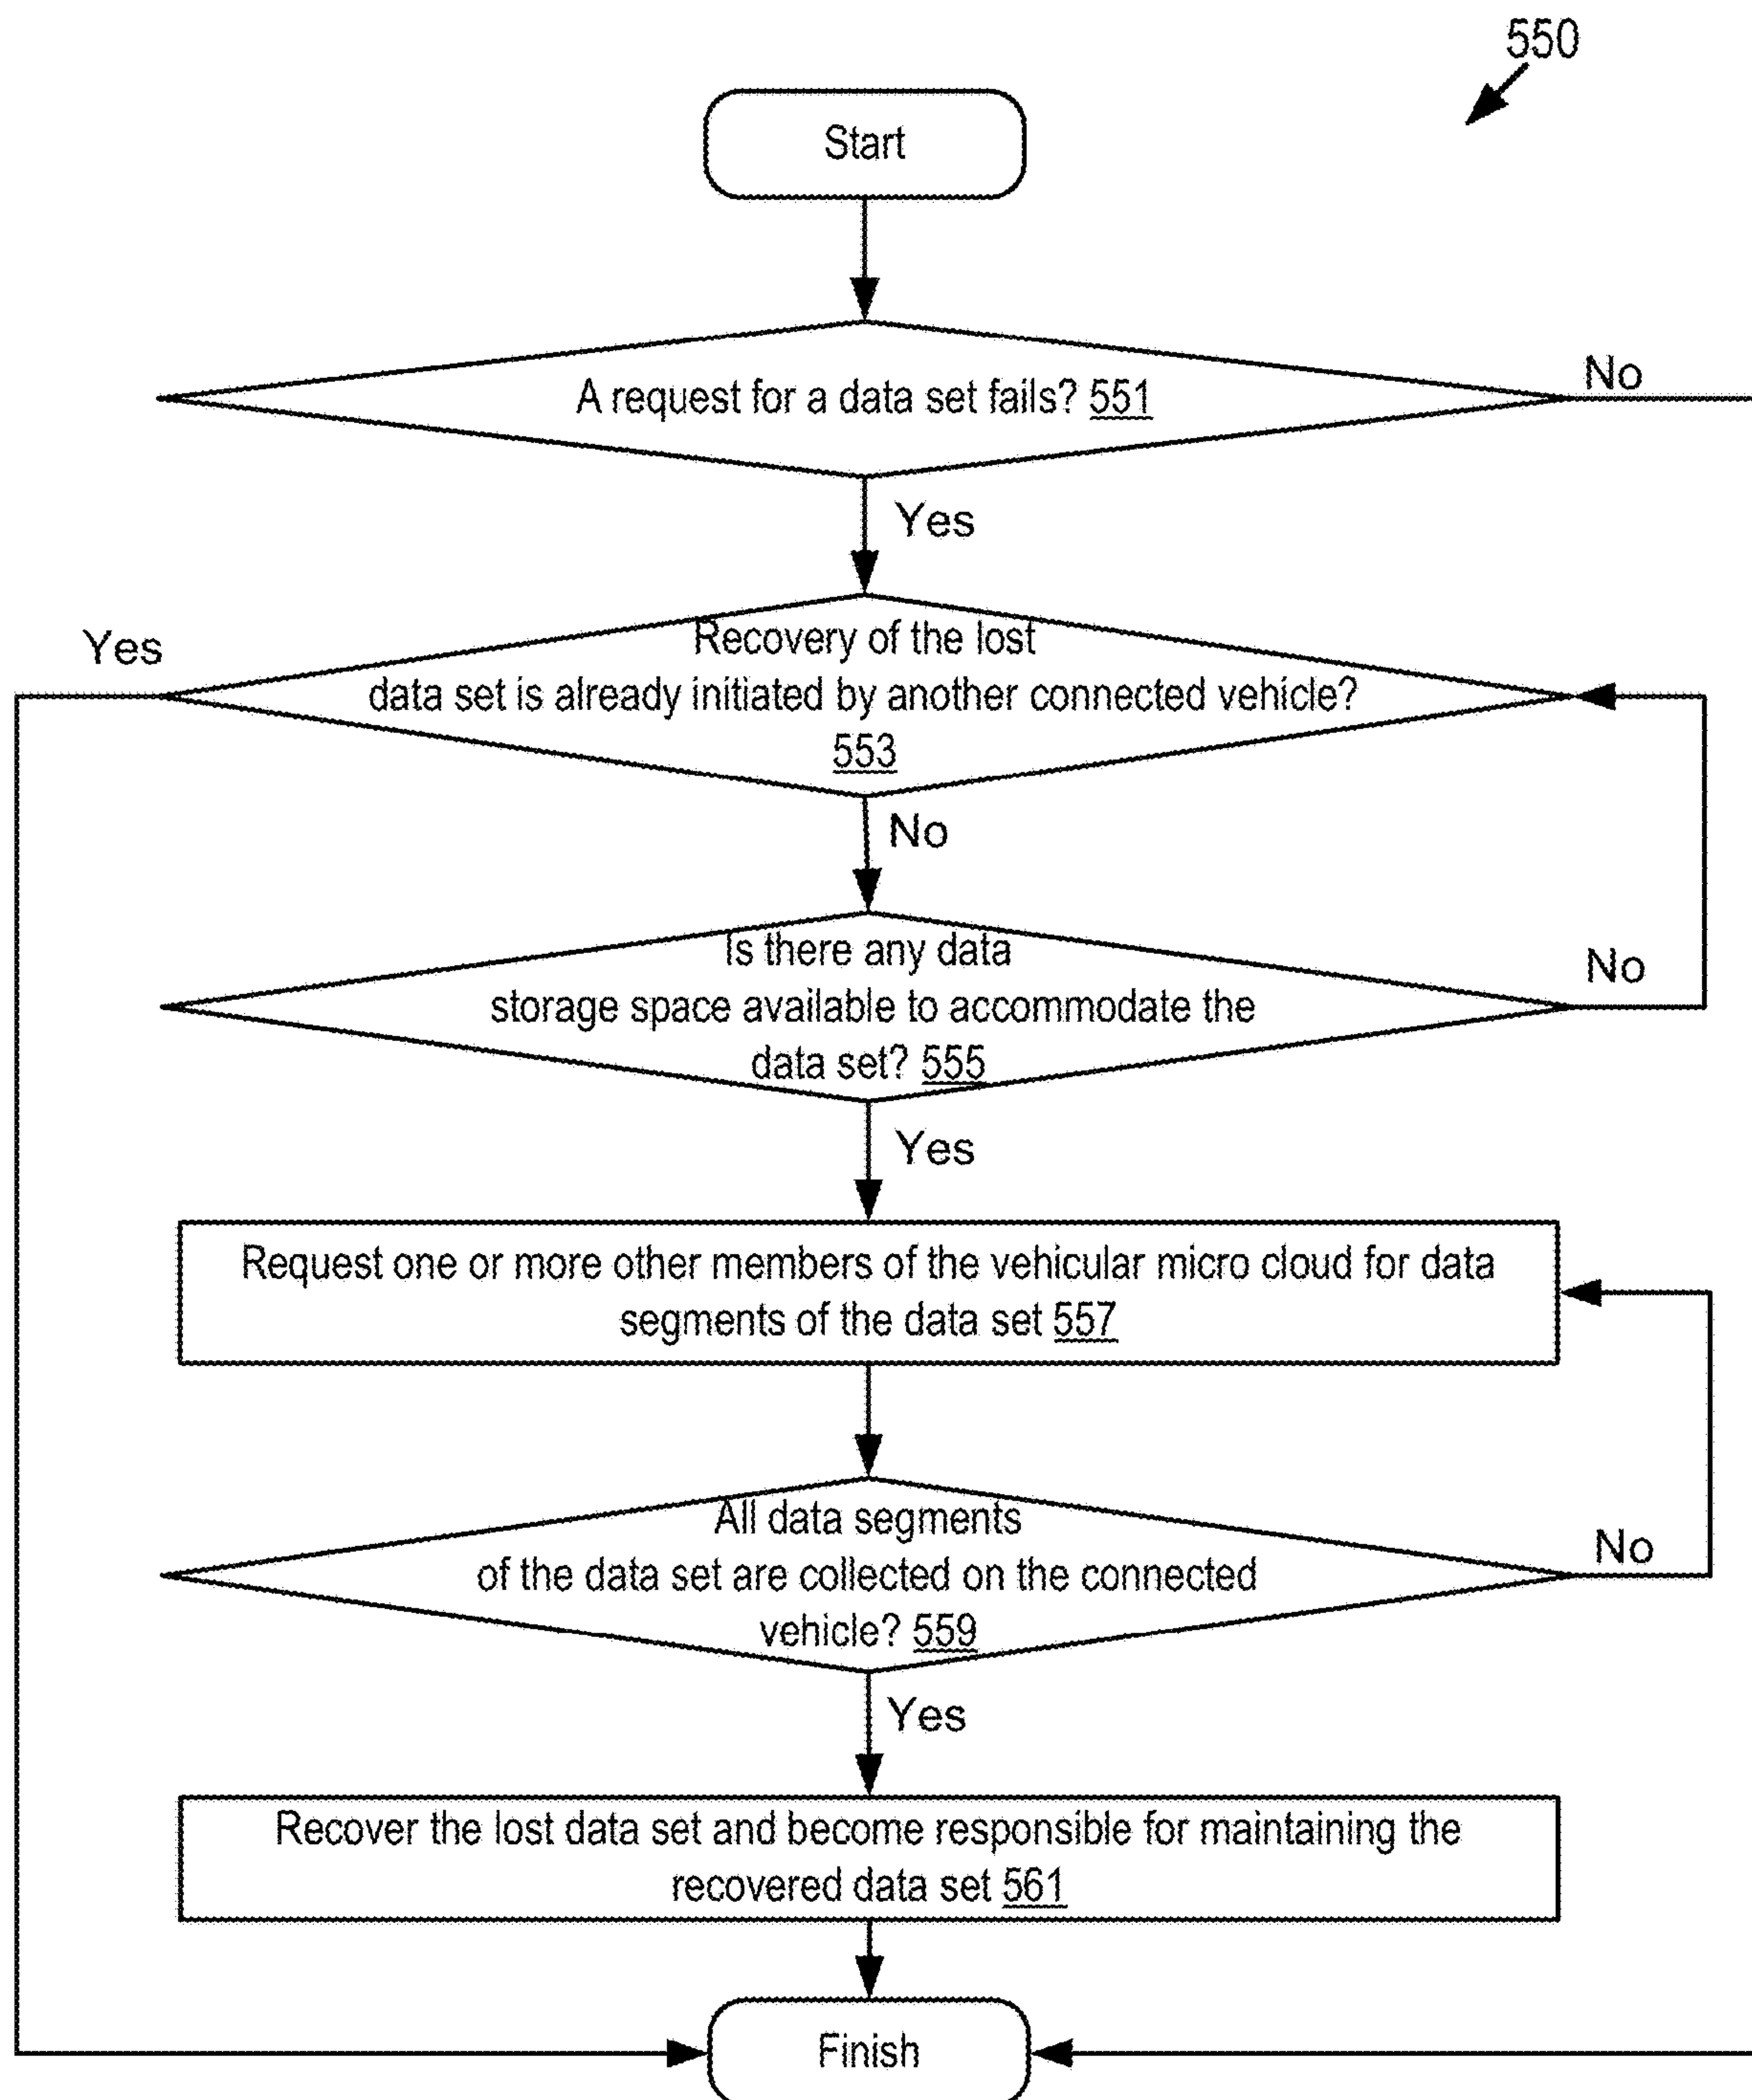 550
Start
A request for a data set fails? 551
No
Yes
Yes
Recovery of the lost
data set is already initiated by another connected vehicle?
553
No
Is there any data
storage space available to accommodate the
data set? 555
No
Yes
Request one or more other members of the vehicular micro cloud for data
segments of the data set 557
All data segments
of the data set are collected on the connected
vehicle? 559
No
Yes
Recover the lost data set and become responsible for maintaining the
recovered data set 561
Finish